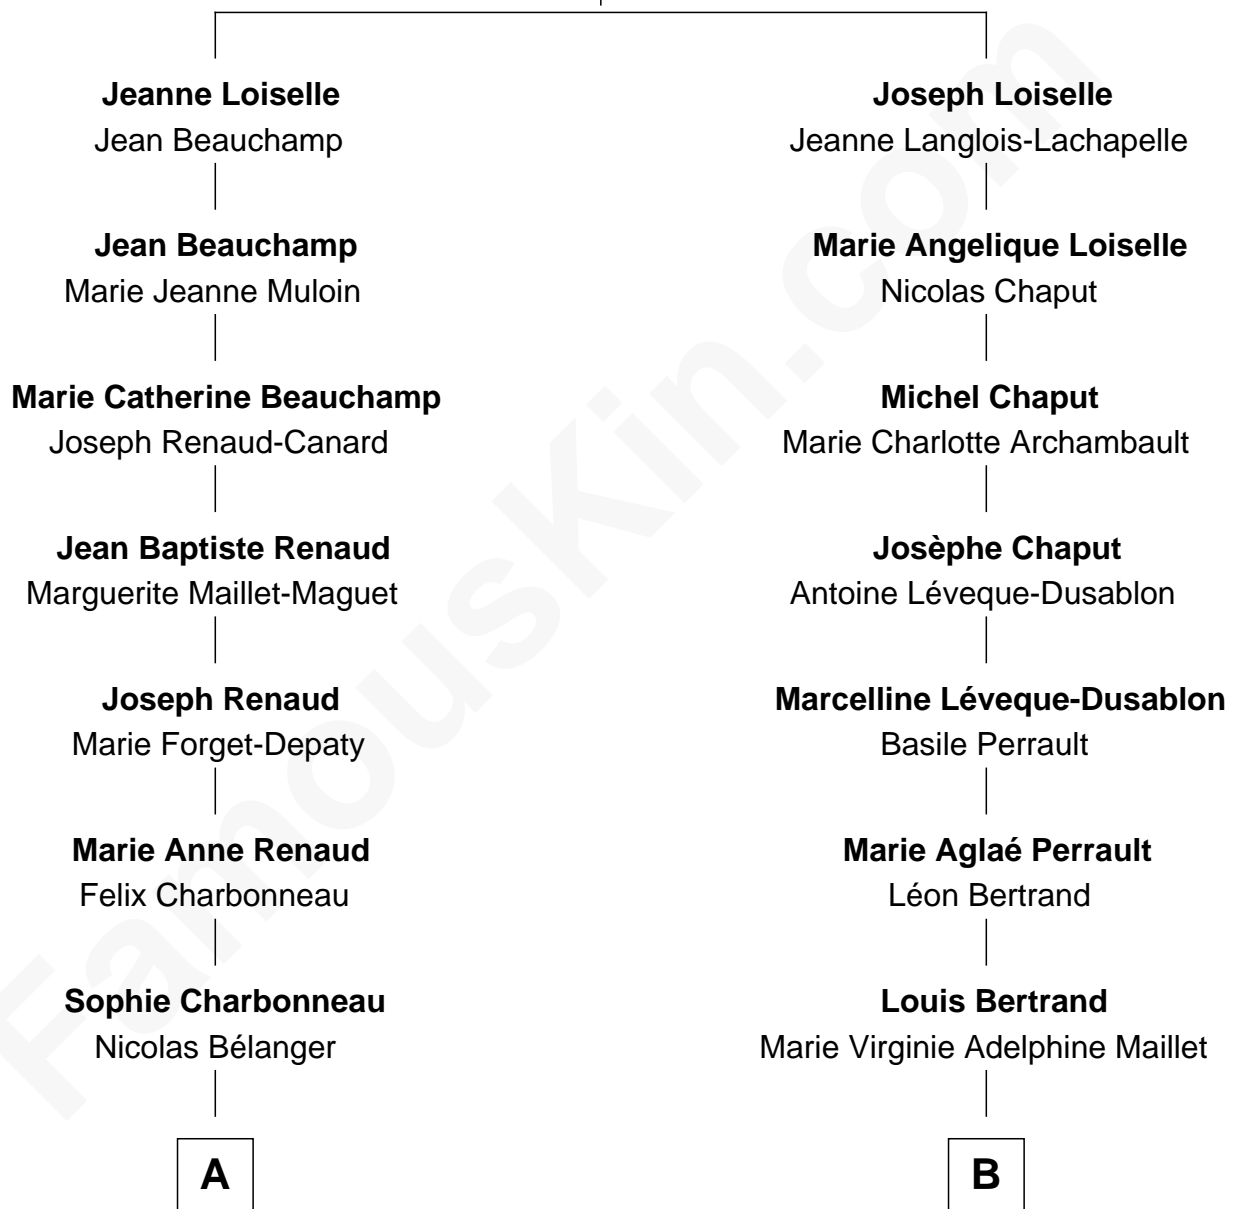 Jeanne Loiselle
Jean Beauchamp
Jean Beauchamp
Marie Jeanne Muloin
Marie Catherine Beauchamp
Joseph Renaud-Canard
Jean Baptiste Renaud
Marguerite Maillet-Maguet
Joseph Renaud
Marie Forget-Depaty
Marie Anne Renaud
Felix Charbonneau
Sophie Charbonneau
Nicolas Bélanger
A
Joseph Loiselle
Jeanne Langlois-Lachapelle
Marie Angelique Loiselle
Nicolas Chaput
Michel Chaput
Marie Charlotte Archambault
Josèphe Chaput
Antoine Léveque-Dusablon
Marcelline Léveque-Dusablon
Basile Perrault
Marie Aglaé Perrault
Léon Bertrand
Louis Bertrand
Marie Virginie Adelphine Maillet
B
FamousKin.com